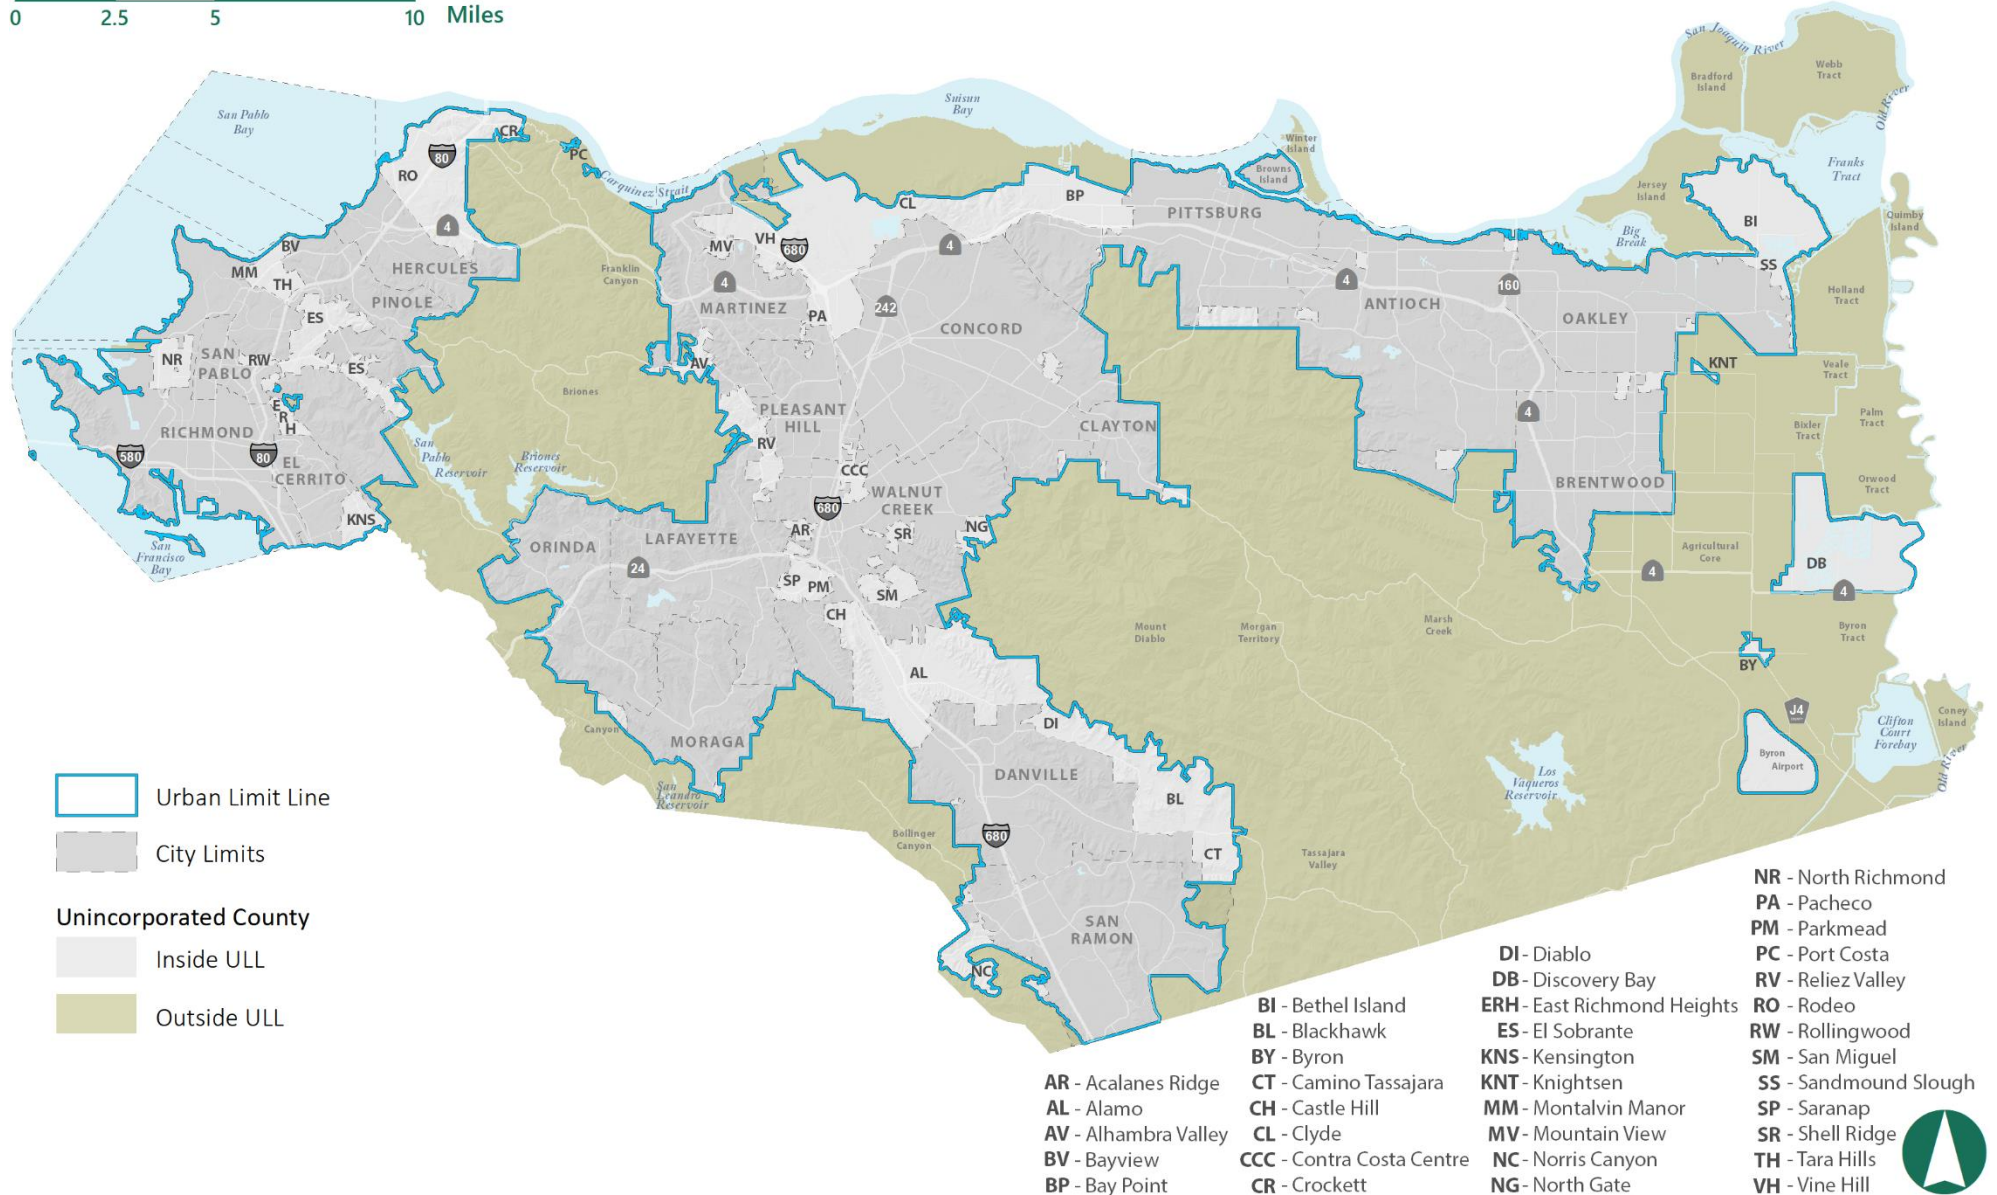 0 2.5 5 10 Miles
San Joaquin River
Bradford
Island
Webb
Tract
Old River
San Pablo
Bay
Suisun
Bay
Winter
Island
Browns
Island
Franks
Tract
Jersey
Island
Quimby
Island
CR
80
RO
PC
Carquinez Strait
CL
BP
PITTSBURG
BI
Big
Break
4
BV
MM
TH
HERCULES
PINOLE
ES
Franklin
Canyon
MV
VH
680
4
4
MARTINEZ
PA
242
CONCORD
4
ANTIOCH
160
OAKLEY
SS
Holland
Tract
NR
SAN
PABLO
RW
ES
AV
KNT
Veale
Tract
Briones
E
R
H
RICHMOND
PLEASANT
HILL
CLAYTON
4
Palm
Tract
Bixler
Tract
580
80
EL
CERRITO
San
Pablo
Reservoir
Briones
Reservoir
RV
CCC
WALNUT
CREEK
BRENTWOOD
Orwood
Tract
KNS
680
San
Francisco
Bay
ORINDA
LAFAYETTE
AR
SR
NG
24
SP
PM
SM
CH
Agricultural
Core
4
DB
4
Mount
Diablo
Morgan
Territory
Marsh
Creek
Byron
Tract
AL
BY
Canyon
MORAGA
DI
J4
Clifton
Court
Forebay
Coney
Island
Old River
Byron
Airport
San
Leandro
Reservoir
DANVILLE
BL
Los
Vaqueros
Reservoir
Bollinger
Canyon
680
CT
Tassajara
Valley
SAN
RAMON
NC
Urban Limit Line
City Limits
Unincorporated County
Inside ULL
Outside ULL
AR - Acalanes Ridge
AL - Alamo
AV - Alhambra Valley
BV - Bayview
BP - Bay Point
BI - Bethel Island
BL - Blackhawk
BY - Byron
CT - Camino Tassajara
CH - Castle Hill
CL - Clyde
CCC - Contra Costa Centre
CR - Crockett
DI - Diablo
DB - Discovery Bay
ERH - East Richmond Heights
ES - El Sobrante
KNS - Kensington
KNT - Knightsen
MM - Montalvin Manor
MV - Mountain View
NC - Norris Canyon
NG - North Gate
NR - North Richmond
PA - Pacheco
PM - Parkmead
PC - Port Costa
RV - Reliez Valley
RO - Rodeo
RW - Rollingwood
SM - San Miguel
SS - Sandmound Slough
SP - Saranap
SR - Shell Ridge
TH - Tara Hills
VH - Vine Hill